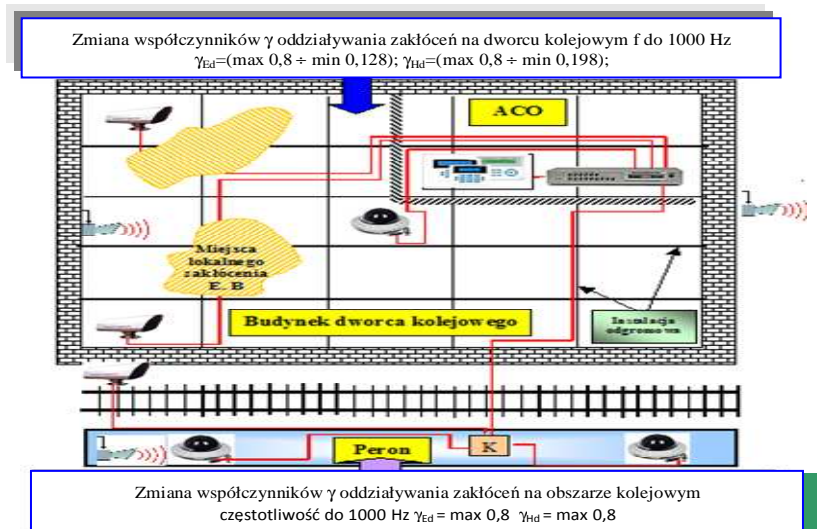 Zmiana współczynników γ oddziaływania zakłóceń na dworcu kolejowym f do 1000 Hz
γEd=(max 0,8 ÷ min 0,128); γHd=(max 0,8 ÷ min 0,198);
ACO
Miejsca
lokalnego
zakłócenia
E. B
Budynek dworca kolejowego
Instalacja
odgromowa
Peron
K
Zmiana współczynników γ oddziaływania zakłóceń na obszarze kolejowym
częstotliwość do 1000 Hz γEd = max 0,8 γHd = max 0,8